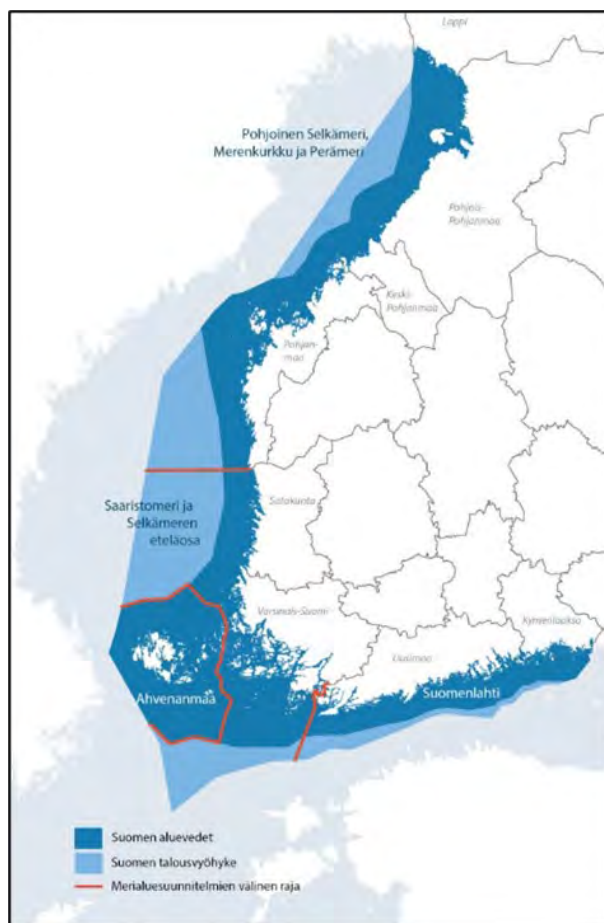 Lappi
Pohjoinen Selkämeri,
Merenkurkku ja Perämeri
Pohjois-
Pohjanmaa
Keski-
Pohjanmaa
Pohjan-
maa
Saaristomeri ja
Selkämeren
eteläosa
Satakunta
Varsinais-Suomi
Kymenlaakso
Uusimaa
Suomenlahti
Ahvenanmaa
Suomen aluevedet
Suomen talousvyöhyke
Merialuesuunnitelmien välinen raja